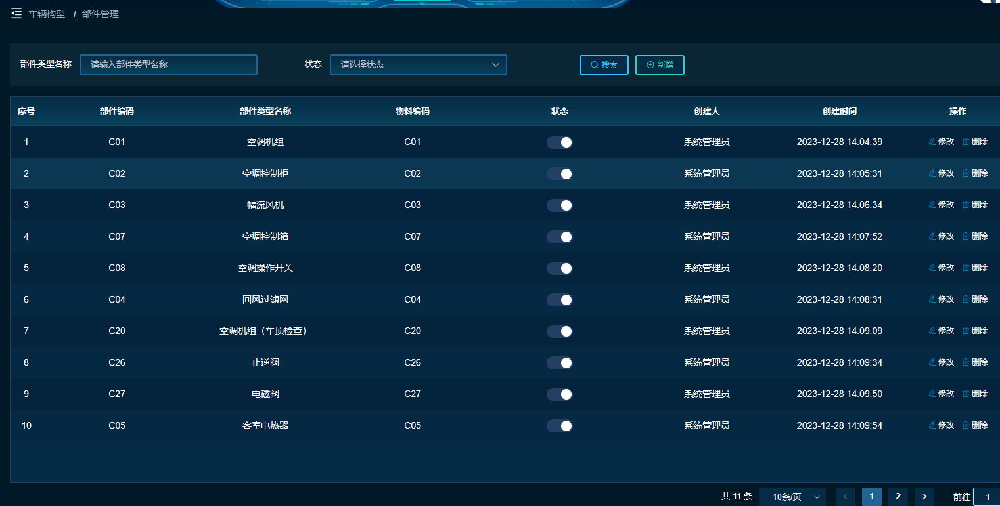 车辆构型 / 部件管理
部件类型名称 请输入部件类型名称 状态 请选择状态 搜索 新增
序号 部件编码 部件类型名称 物料编码 状态 创建人 创建时间 操作
1 C01 空调机组 C01 系统管理员 2023-12-28 14:04:39 修改 删除
2 C02 空调控制柜 C02 系统管理员 2023-12-28 14:05:31 修改 删除
3 C03 幅流风机 C03 系统管理员 2023-12-28 14:06:34 修改 删除
4 C07 空调控制箱 C07 系统管理员 2023-12-28 14:07:52 修改 删除
5 C08 空调操作开关 C08 系统管理员 2023-12-28 14:08:20 修改 删除
6 C04 回风过滤网 C04 系统管理员 2023-12-28 14:08:31 修改 删除
7 C20 空调机组（车顶检查） C20 系统管理员 2023-12-28 14:09:09 修改 删除
8 C26 止逆阀 C26 系统管理员 2023-12-28 14:09:34 修改 删除
9 C27 电磁阀 C27 系统管理员 2023-12-28 14:09:50 修改 删除
10 C05 客室电热器 C05 系统管理员 2023-12-28 14:09:54 修改 删除
共 11 条 10条/页 1 2 前往 1